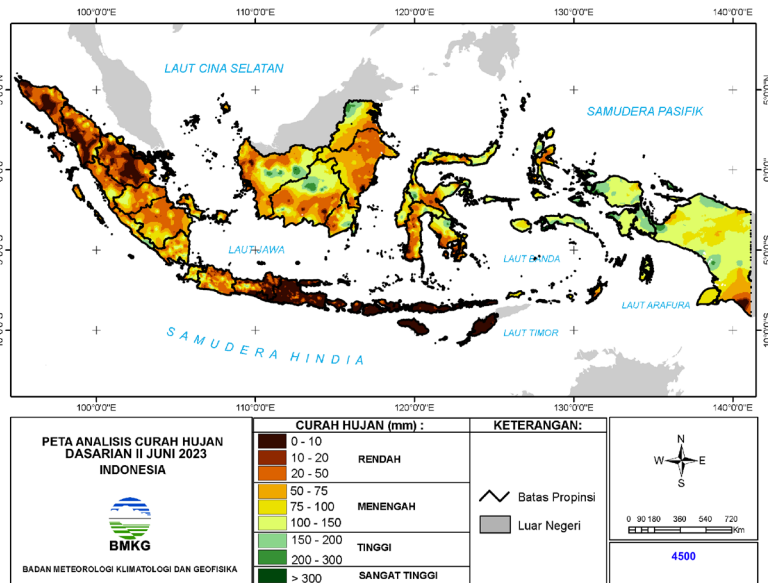 100°0'0"E 110°0'0"E 120°0'0"E 130°0'0"E 140°0'0"E
LAUT CINA SELATAN
SAMUDERA PASIFIK
LAUT JAWA
LAUT BANDA
LAUT ARAFURA
LAUT TIMOR
SAMUDERA HINDIA
100°0'0"E 110°0'0"E 120°0'0"E 130°0'0"E 140°0'0"E
PETA ANALISIS CURAH HUJAN
DASARIAN II JUNI 2023
INDONESIA
BMKG
BADAN METEOROLOGI KLIMATOLOGI DAN GEOFISIKA
CURAH HUJAN (mm) :
0 - 10
10 - 20
20 - 50
RENDAH
50 - 75
75 - 100
100 - 150
MENENGAH
150 - 200
200 - 300
TINGGI
> 300
SANGAT TINGGI
KETERANGAN:
Batas Propinsi
Luar Negeri
N
W E
S
0 90 180 360 540 720
Km
4500